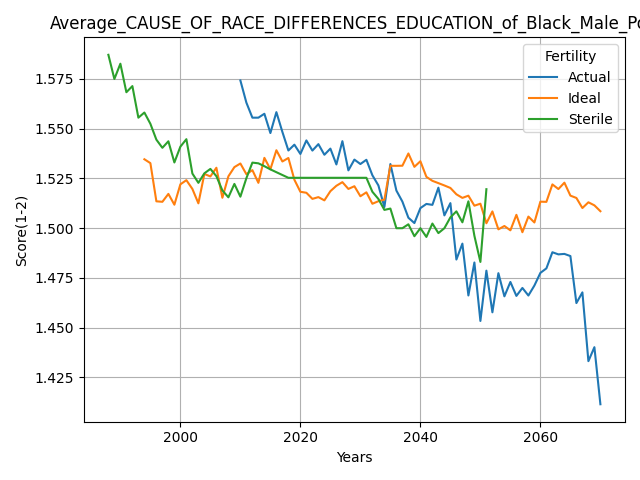 Average_CAUSE_OF_RACE_DIFFERENCES_EDUCATION_of_Black_Male_Po
Fertility
Actual
Ideal
Sterile
Score(1-2)
1.575
1.550
1.525
1.500
1.475
1.450
1.425
2000
2020
2040
2060
Years